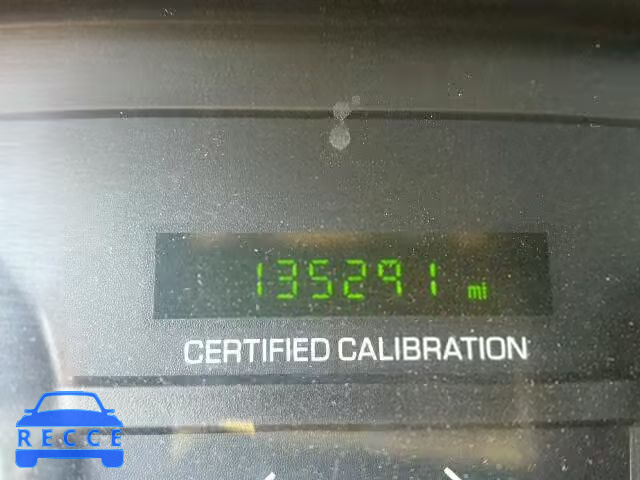 135291 mi
CERTIFIED CALIBRATION
RECCE